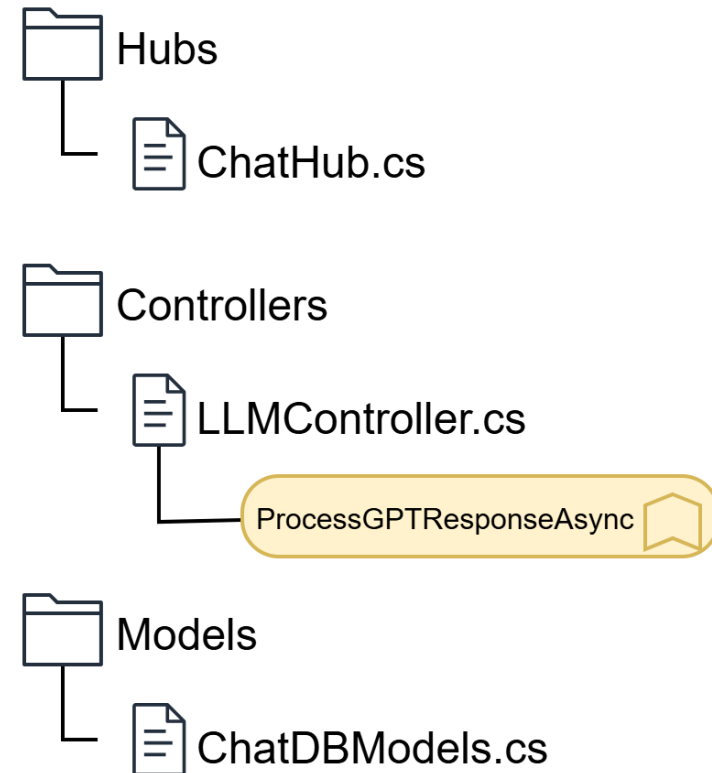 Hubs
ChatHub.cs
Controllers
LLMController.cs
ProcessGPTResponseAsync
Models
ChatDBModels.cs